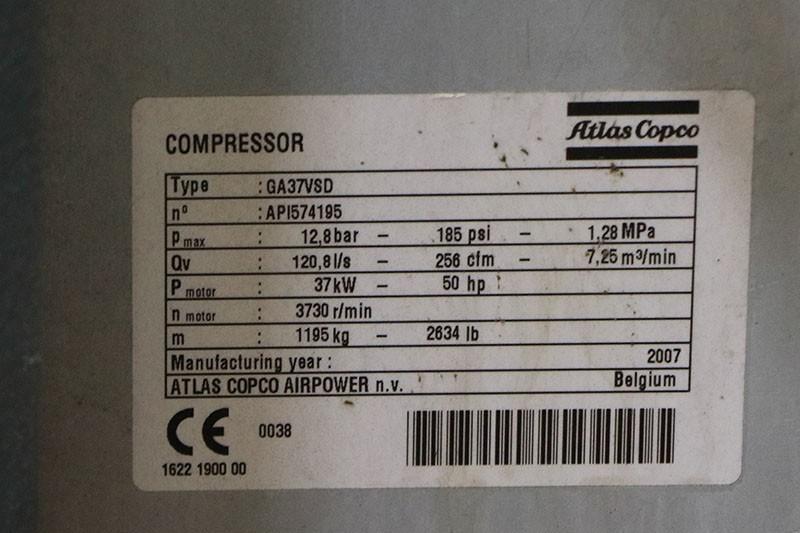 COMPRESSOR
Atlas Copco
Type : GA37VSD
n° : API574195
P max : 12,8 bar – 185 psi – 1,28 MPa
Qv : 120,8 l/s – 256 cfm – 7,25 m³/min
P motor : 37 kW – 50 hp
n motor : 3730 r/min
m : 1195 kg – 2634 lb
Manufacturing year : 2007
ATLAS COPCO AIRPOWER n.v. Belgium
CE 0038
1622 1900 00